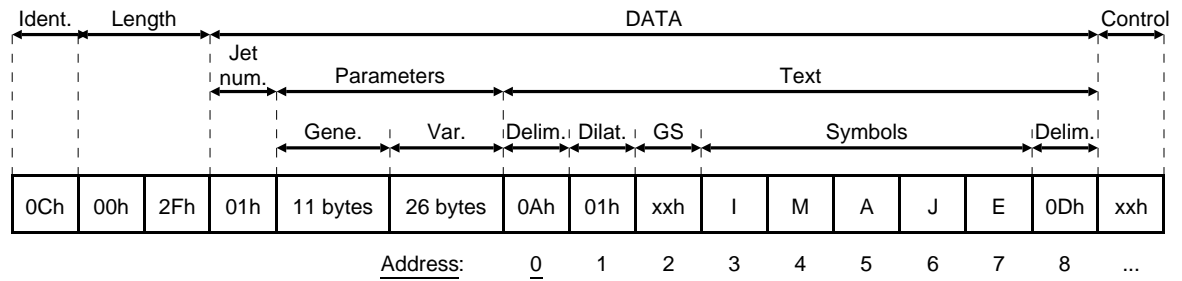 Ident. Length DATA Control
Jet
num. Parameters Text
Gene. Var. Delim. Dilat. GS Symbols Delim.
0Ch 00h 2Fh 01h 11 bytes 26 bytes 0Ah 01h xxh I M A J E 0Dh xxh
Address: 0 1 2 3 4 5 6 7 8 ...